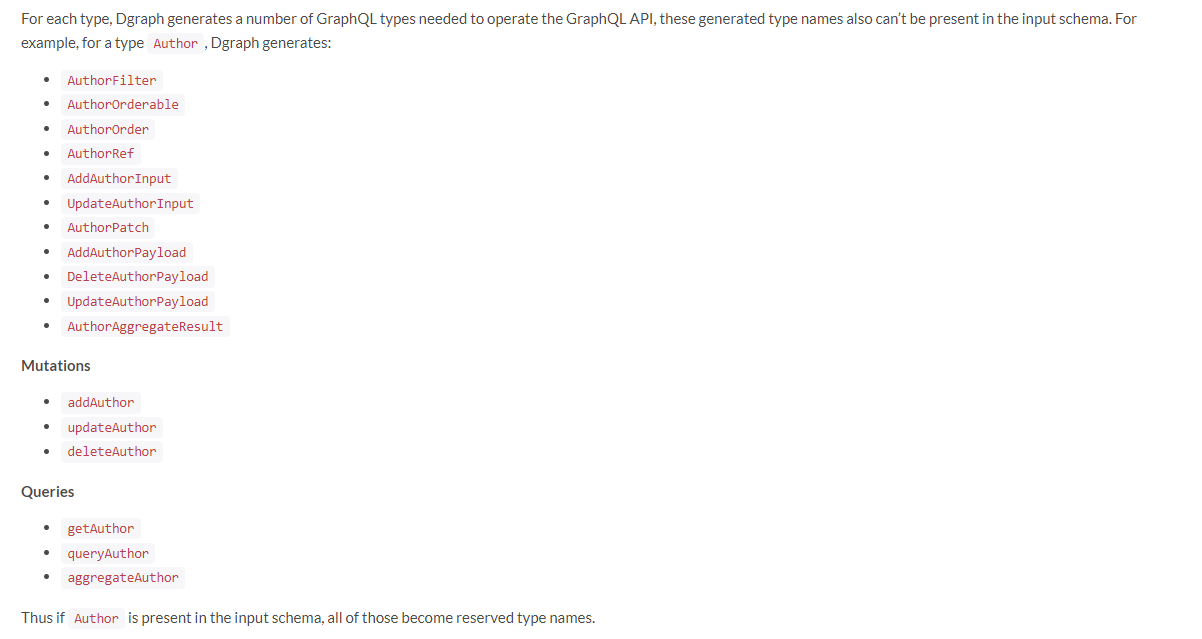 For each type, Dgraph generates a number of GraphQL types needed to operate the GraphQL API, these generated type names also can't be present in the input schema. For
example, for a type Author , Dgraph generates:
• AuthorFilter
• AuthorOrderable
• AuthorOrder
• AuthorRef
• AddAuthorInput
• UpdateAuthorInput
• AuthorPatch
• AddAuthorPayload
• DeleteAuthorPayload
• UpdateAuthorPayload
• AuthorAggregateResult
Mutations
• addAuthor
• updateAuthor
• deleteAuthor
Queries
• getAuthor
• queryAuthor
• aggregateAuthor
Thus if Author is present in the input schema, all of those become reserved type names.